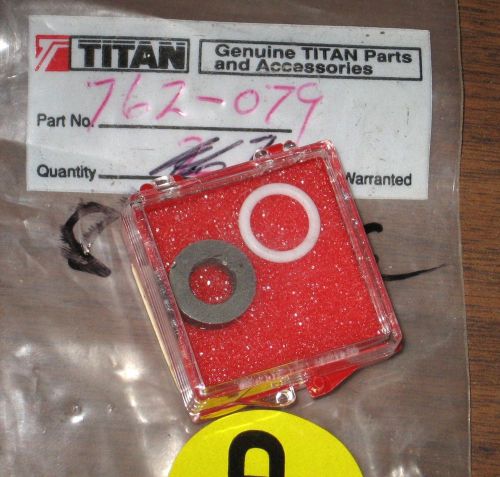 TITAN
Genuine TITAN Parts
and Accessories
Part No. 762-079
Quantity
Warranted